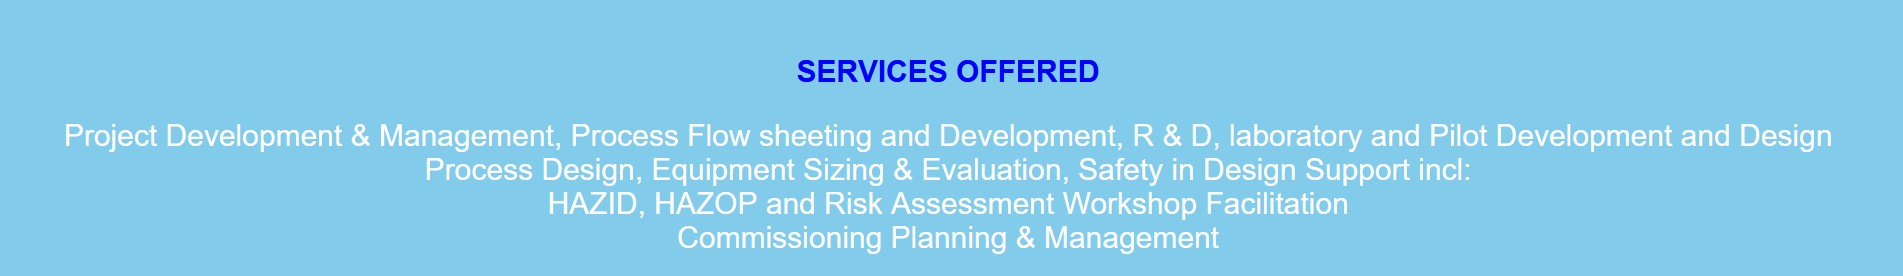 SERVICES OFFERED
Project Development & Management, Process Flow sheeting and Development, R & D, laboratory and Pilot Development and Design
Process Design, Equipment Sizing & Evaluation, Safety in Design Support incl:
HAZID, HAZOP and Risk Assessment Workshop Facilitation
Commissioning Planning & Management